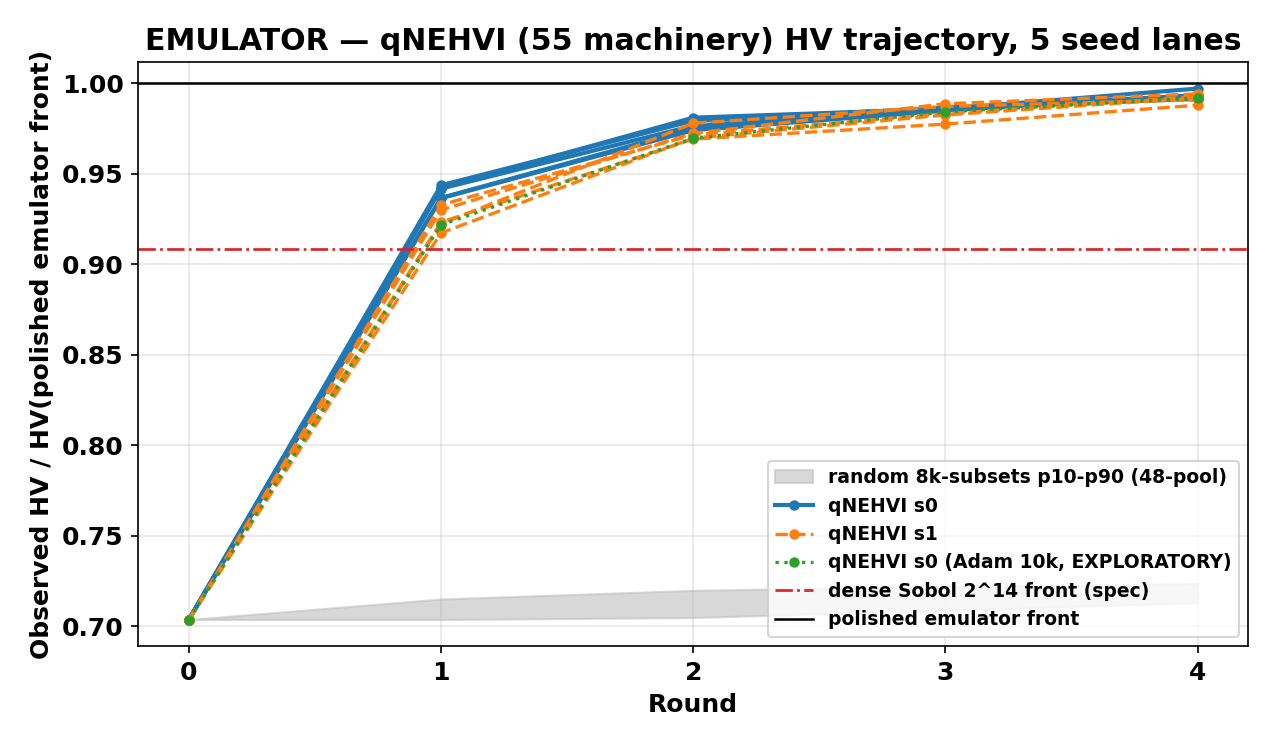 EMULATOR — qNEHVI (55 machinery) HV trajectory, 5 seed lanes
Observed HV / HV(polished emulator front)
1.00
0.95
0.90
0.85
0.80
0.75
0.70
random 8k-subsets p10-p90 (48-pool)
qNEHVI s0
qNEHVI s1
qNEHVI s0 (Adam 10k, EXPLORATORY)
dense Sobol 2^14 front (spec)
polished emulator front
0
1
2
3
4
Round